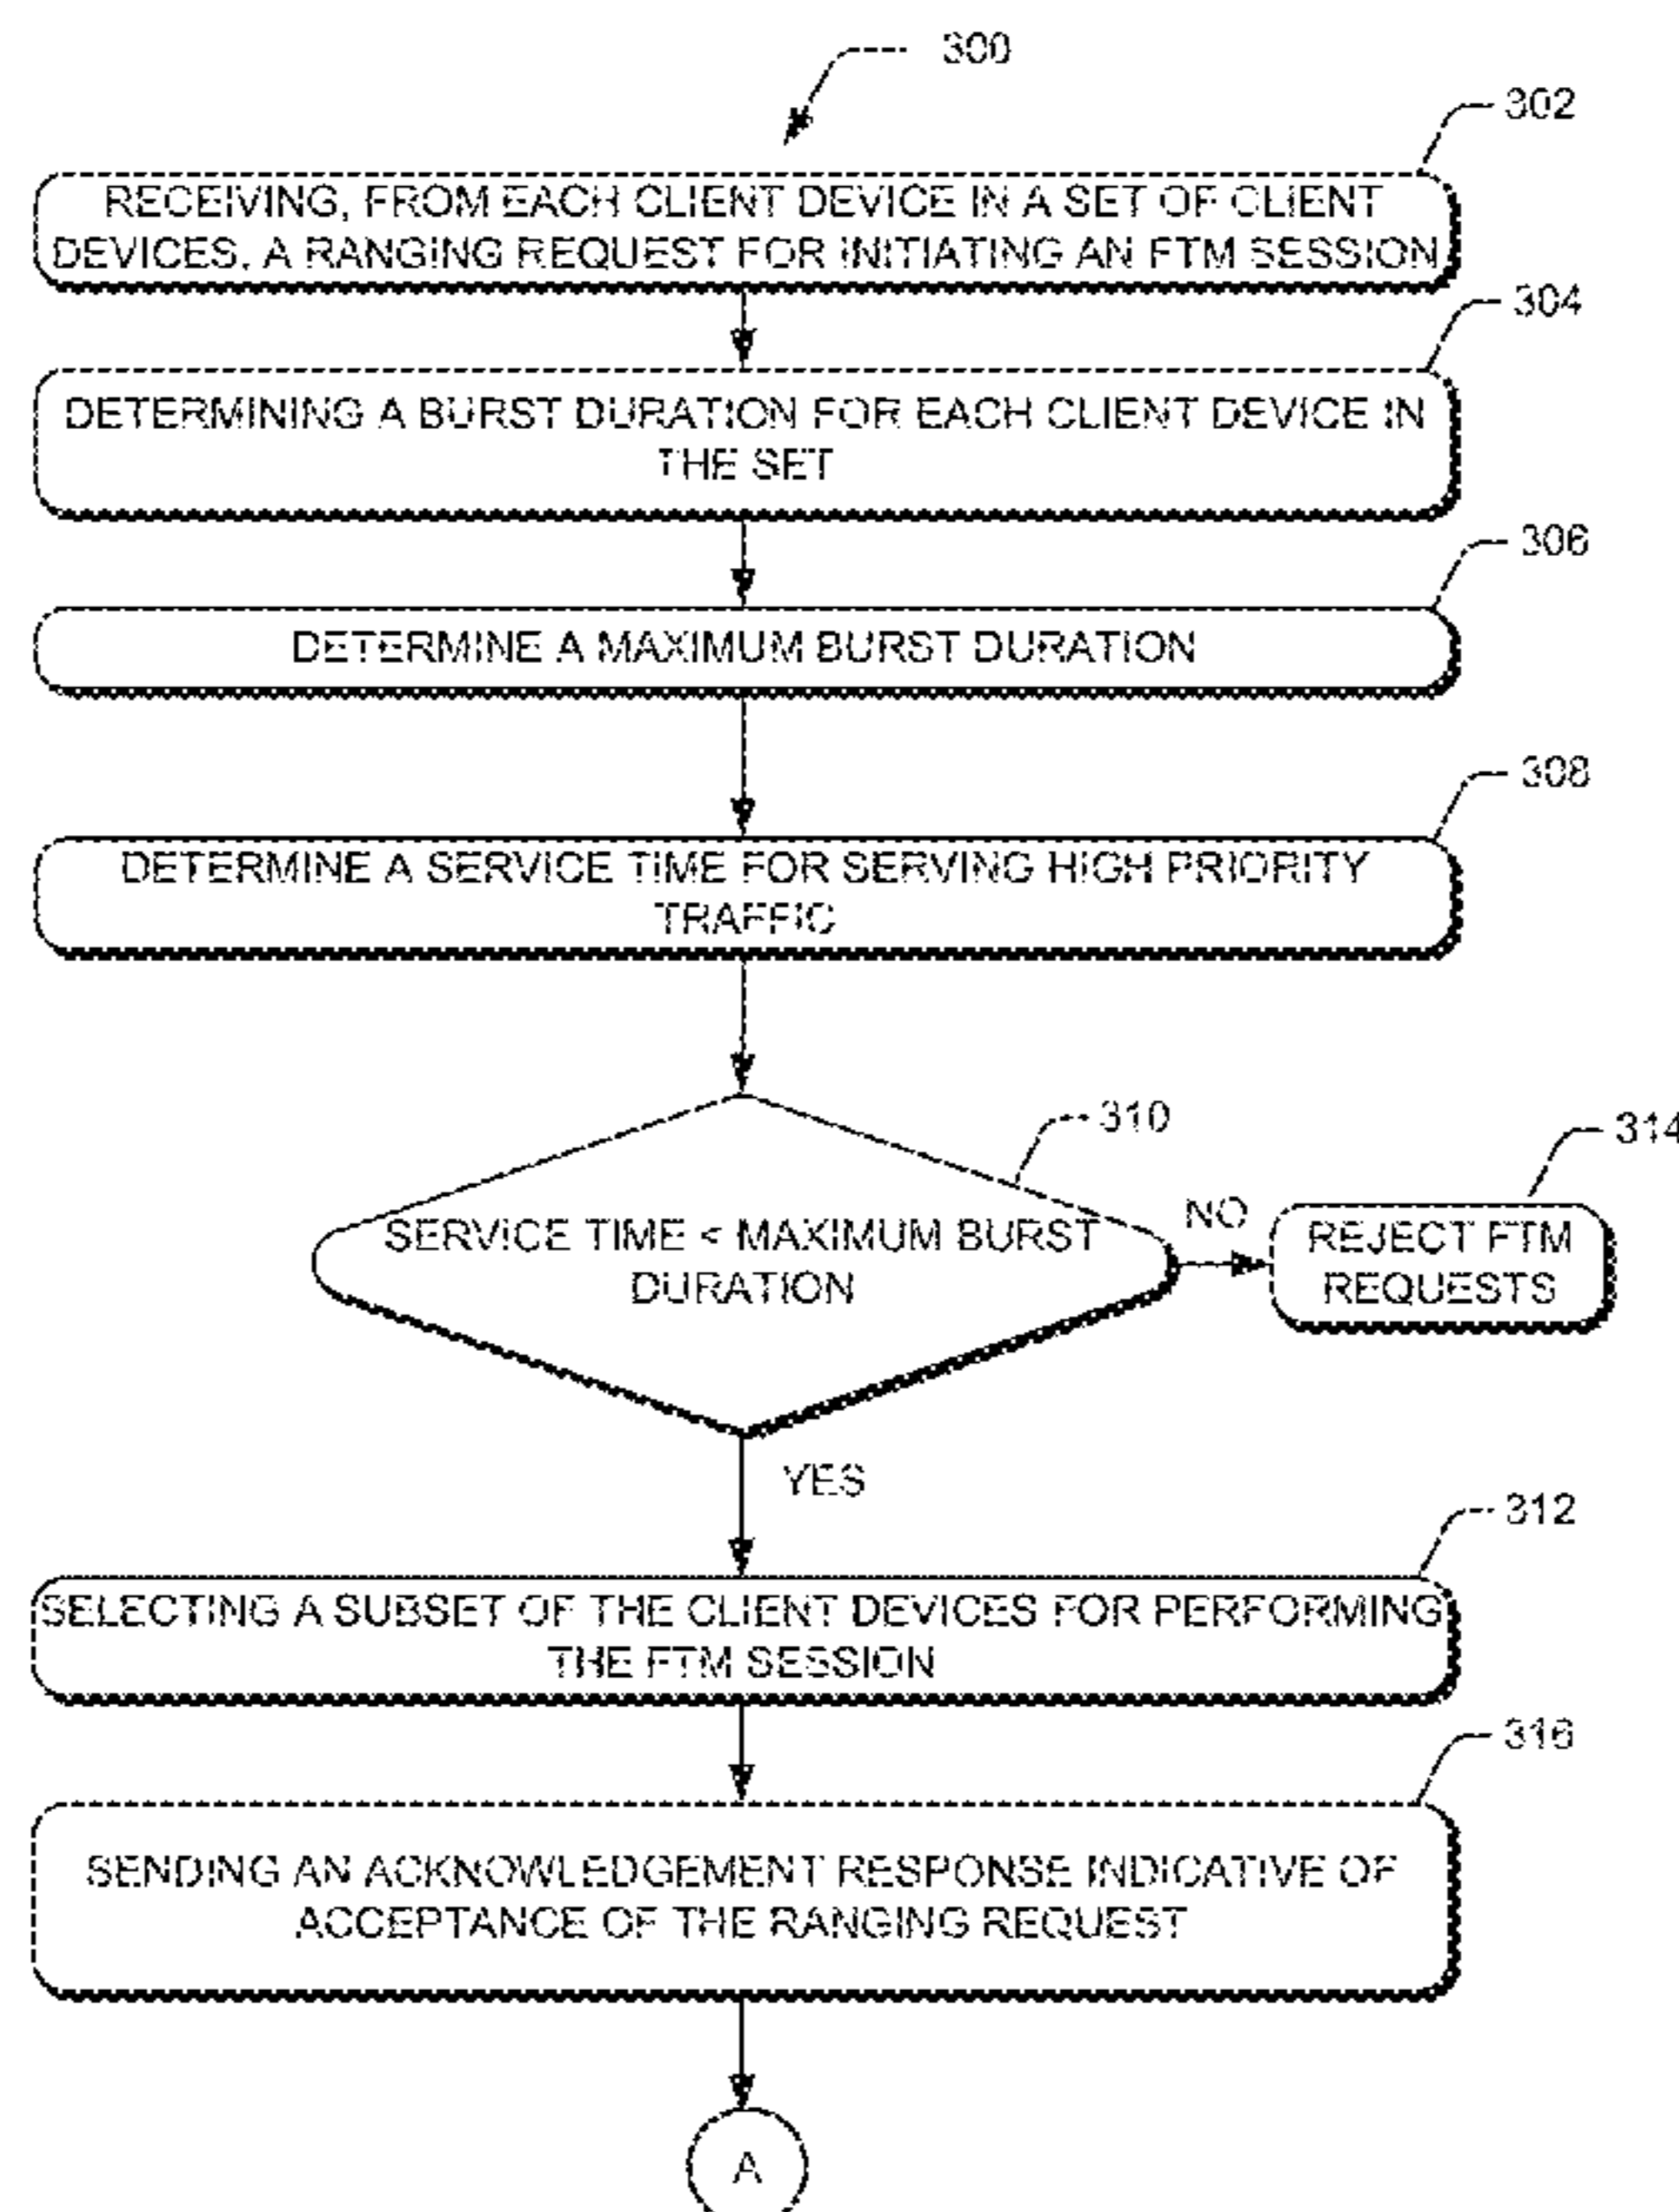 300
302
RECEIVING, FROM EACH CLIENT DEVICE IN A SET OF CLIENT
DEVICES, A RANGING REQUEST FOR INITIATING AN FTM SESSION
304
DETERMINING A BURST DURATION FOR EACH CLIENT DEVICE IN
THE SET
306
DETERMINE A MAXIMUM BURST DURATION
308
DETERMINE A SERVICE TIME FOR SERVING HIGH PRIORITY
TRAFFIC
310
314
SERVICE TIME < MAXIMUM BURST
DURATION
NO
REJECT FTM
REQUESTS
YES
312
SELECTING A SUBSET OF THE CLIENT DEVICES FOR PERFORMING
THE FTM SESSION
316
SENDING AN ACKNOWLEDGEMENT RESPONSE INDICATIVE OF
ACCEPTANCE OF THE RANGING REQUEST
A